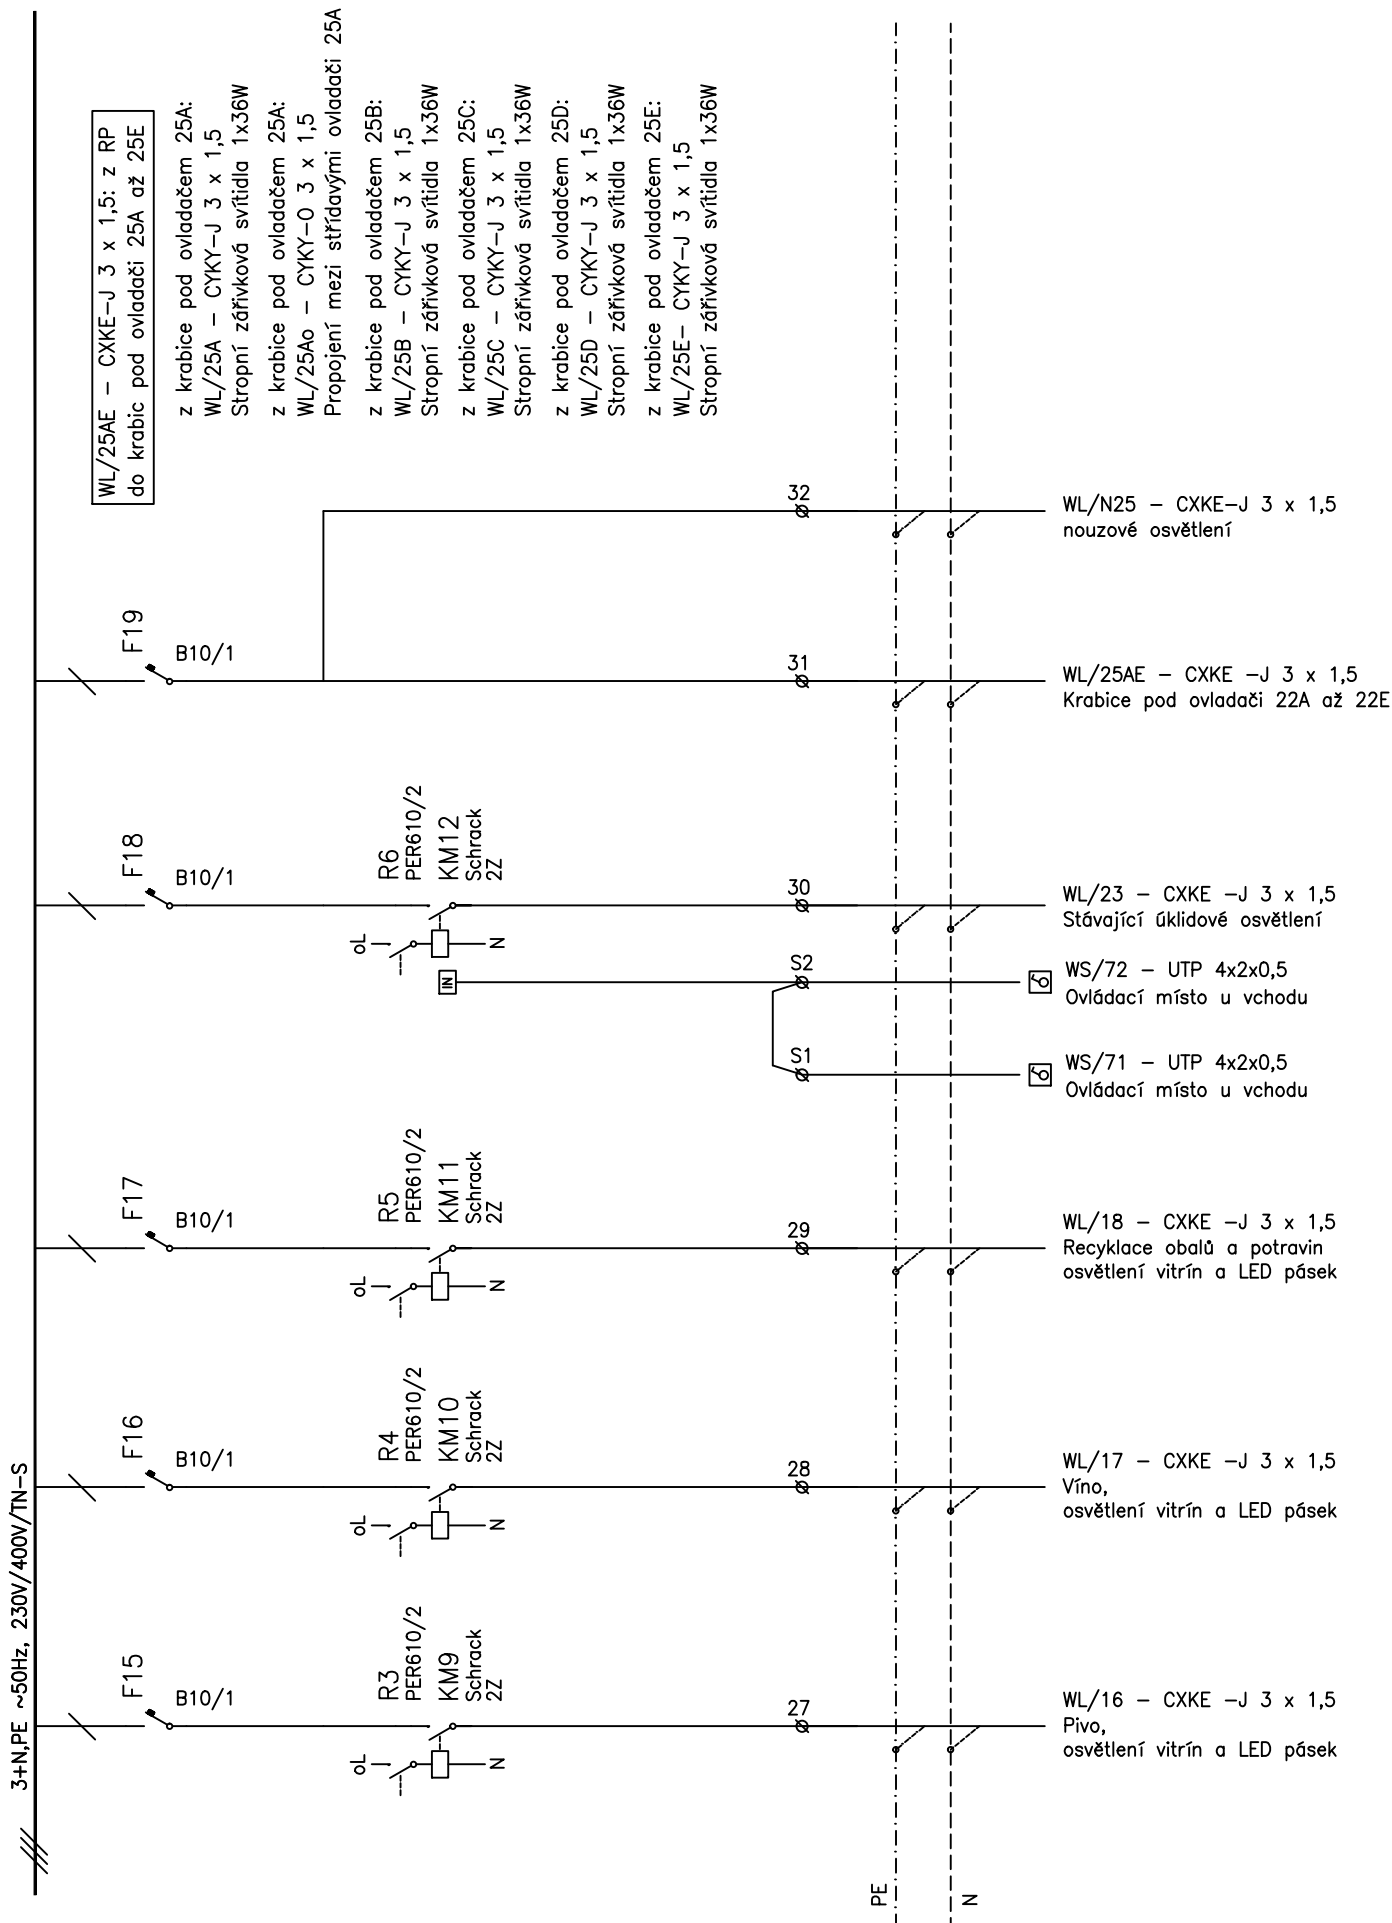 3+N,PE ~50Hz, 230V/400V/TN-S
WL/25AE - CXKE-J 3 x 1,5: z RP
do krabic pod ovladači 25A až 25E
z krabice pod ovladačem 25A:
WL/25A - CYKY-J 3 x 1,5
Stropní zářivková svítidla 1x36W
z krabice pod ovladačem 25A:
WL/25Ao - CYKY-O 3 x 1,5
Propojení mezi střídavými ovladači 25A
z krabice pod ovladačem 25B:
WL/25B - CYKY-J 3 x 1,5
Stropní zářivková svítidla 1x36W
z krabice pod ovladačem 25C:
WL/25C - CYKY-J 3 x 1,5
Stropní zářivková svítidla 1x36W
z krabice pod ovladačem 25D:
WL/25D - CYKY-J 3 x 1,5
Stropní zářivková svítidla 1x36W
z krabice pod ovladačem 25E:
WL/25E- CYKY-J 3 x 1,5
Stropní zářivková svítidla 1x36W
32
WL/N25 - CXKE-J 3 x 1,5
nouzové osvětlení
F19
B10/1
31
WL/25AE - CXKE -J 3 x 1,5
Krabice pod ovladači 22A až 22E
F18
B10/1
R6
PER610/2
KM12
Schrack
2Z
oL
N
IN
30
WL/23 - CXKE -J 3 x 1,5
Stávající úklidové osvětlení
S2
WS/72 - UTP 4x2x0,5
Ovládací místo u vchodu
S1
WS/71 - UTP 4x2x0,5
Ovládací místo u vchodu
F17
B10/1
R5
PER610/2
KM11
Schrack
2Z
oL
N
29
WL/18 - CXKE -J 3 x 1,5
Recyklace obalů a potravin
osvětlení vitrín a LED pásek
F16
B10/1
R4
PER610/2
KM10
Schrack
2Z
oL
N
28
WL/17 - CXKE -J 3 x 1,5
Víno,
osvětlení vitrín a LED pásek
F15
B10/1
R3
PER610/2
KM9
Schrack
2Z
oL
N
27
WL/16 - CXKE -J 3 x 1,5
Pivo,
osvětlení vitrín a LED pásek
PE
N